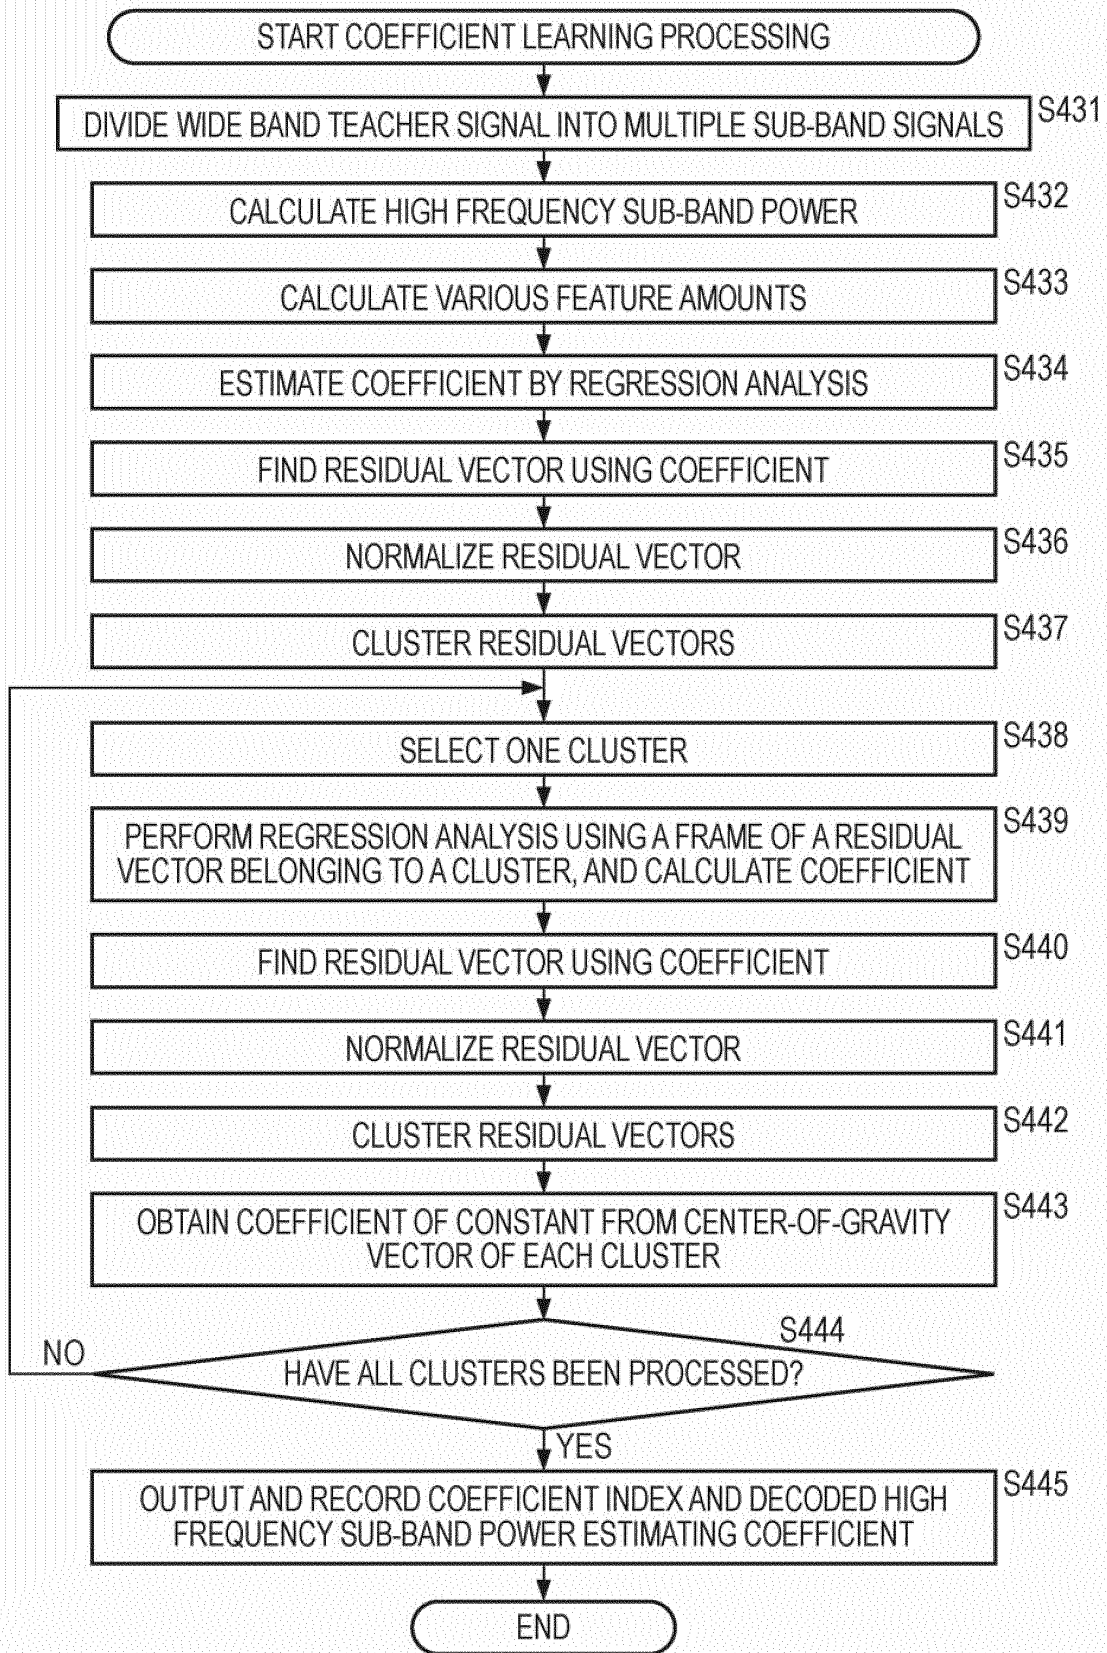 START COEFFICIENT LEARNING PROCESSING
DIVIDE WIDE BAND TEACHER SIGNAL INTO MULTIPLE SUB-BAND SIGNALS
S431
CALCULATE HIGH FREQUENCY SUB-BAND POWER
S432
CALCULATE VARIOUS FEATURE AMOUNTS
S433
ESTIMATE COEFFICIENT BY REGRESSION ANALYSIS
S434
FIND RESIDUAL VECTOR USING COEFFICIENT
S435
NORMALIZE RESIDUAL VECTOR
S436
CLUSTER RESIDUAL VECTORS
S437
SELECT ONE CLUSTER
S438
PERFORM REGRESSION ANALYSIS USING A FRAME OF A RESIDUAL
VECTOR BELONGING TO A CLUSTER, AND CALCULATE COEFFICIENT
S439
FIND RESIDUAL VECTOR USING COEFFICIENT
S440
NORMALIZE RESIDUAL VECTOR
S441
CLUSTER RESIDUAL VECTORS
S442
OBTAIN COEFFICIENT OF CONSTANT FROM CENTER-OF-GRAVITY
VECTOR OF EACH CLUSTER
S443
S444
NO
HAVE ALL CLUSTERS BEEN PROCESSED?
YES
OUTPUT AND RECORD COEFFICIENT INDEX AND DECODED HIGH
FREQUENCY SUB-BAND POWER ESTIMATING COEFFICIENT
S445
END